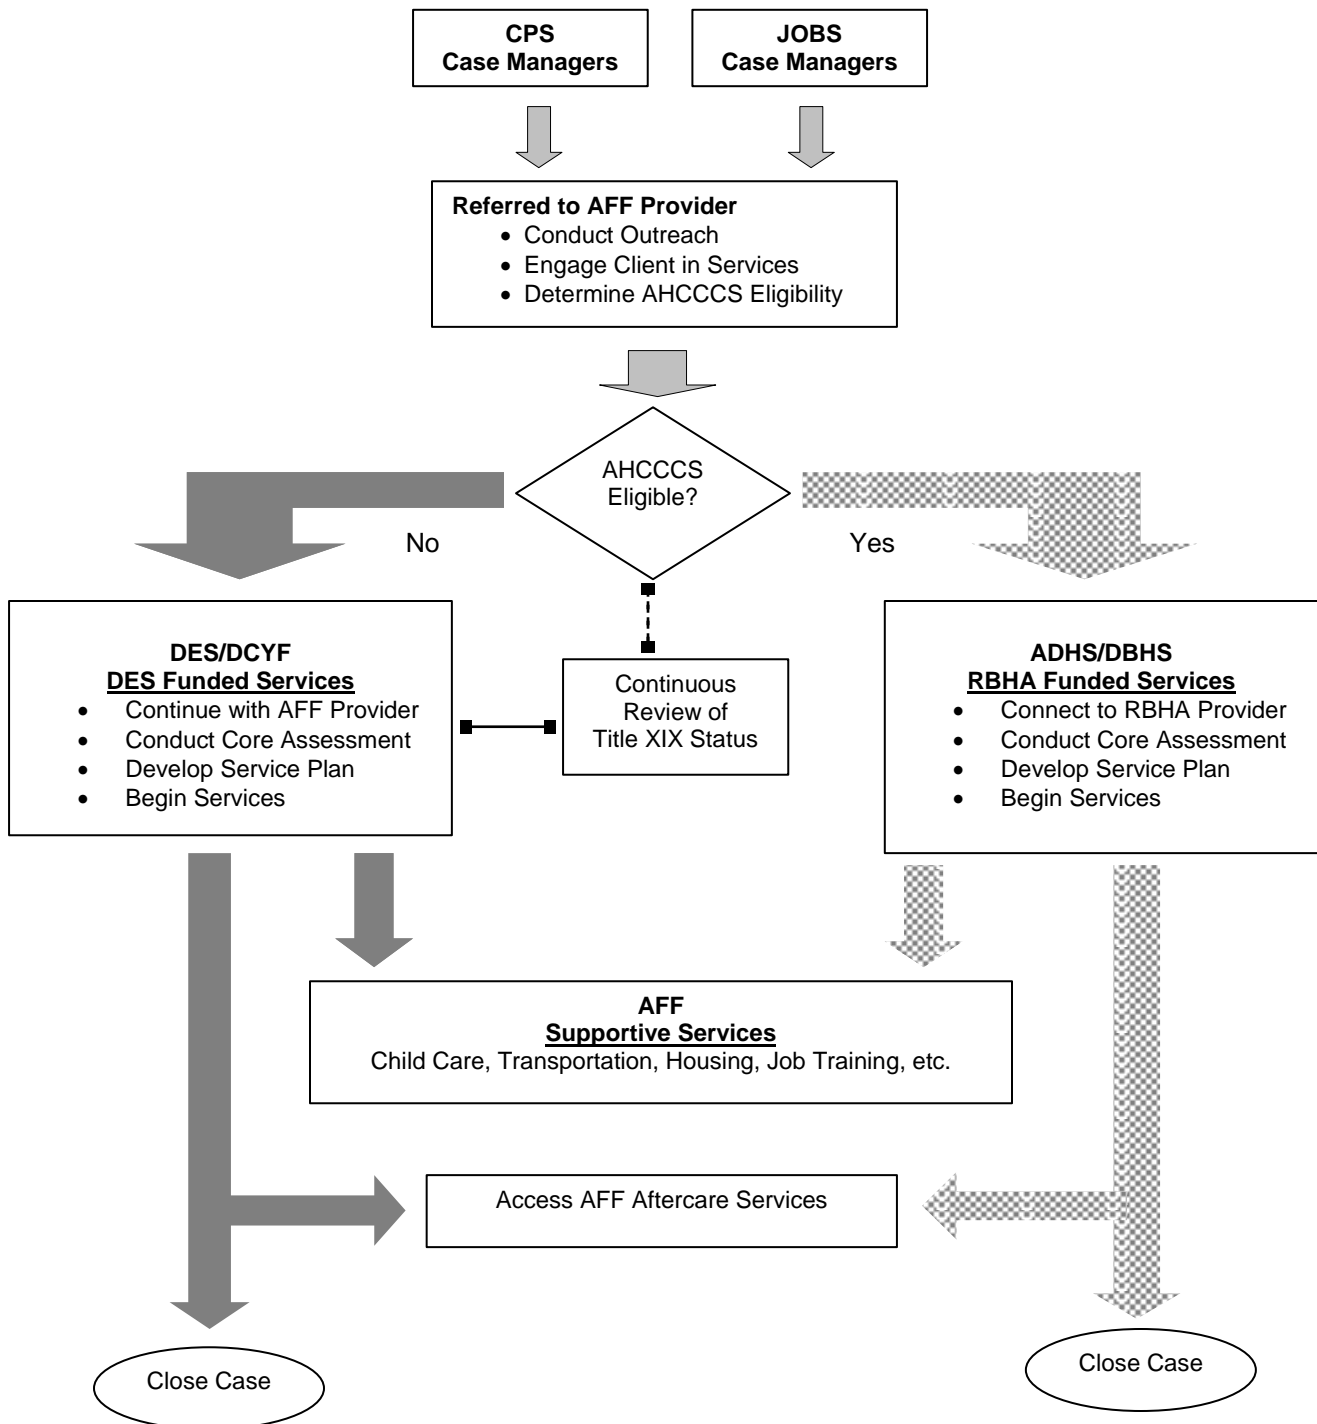 CPS
Case Managers
JOBS
Case Managers
Referred to AFF Provider
• Conduct Outreach
• Engage Client in Services
• Determine AHCCCS Eligibility
AHCCCS
Eligible?
No
Yes
DES/DCYF
DES Funded Services
• Continue with AFF Provider
• Conduct Core Assessment
• Develop Service Plan
• Begin Services
Continuous
Review of
Title XIX Status
ADHS/DBHS
RBHA Funded Services
• Connect to RBHA Provider
• Conduct Core Assessment
• Develop Service Plan
• Begin Services
AFF
Supportive Services
Child Care, Transportation, Housing, Job Training, etc.
Access AFF Aftercare Services
Close Case
Close Case